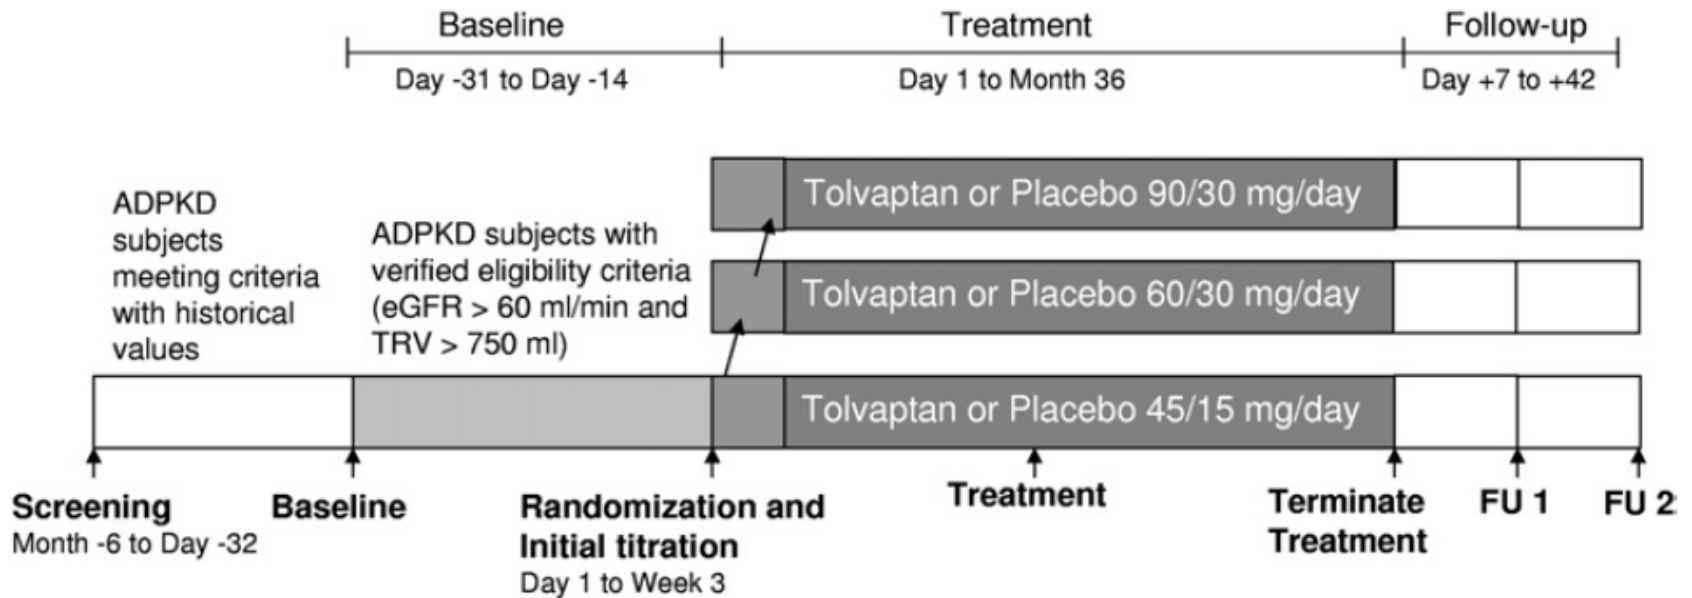 Baseline
Treatment
Follow-up
Day -31 to Day -14
Day 1 to Month 36
Day +7 to +42
Tolvaptan or Placebo 90/30 mg/day
ADPKD
subjects
meeting criteria
with historical
values
ADPKD subjects with
verified eligibility criteria
(eGFR > 60 ml/min and
TRV > 750 ml)
Tolvaptan or Placebo 60/30 mg/day
Tolvaptan or Placebo 45/15 mg/day
Screening
Month -6 to Day -32
Baseline
Randomization and
Initial titration
Day 1 to Week 3
Treatment
Terminate
Treatment
FU 1
FU 2